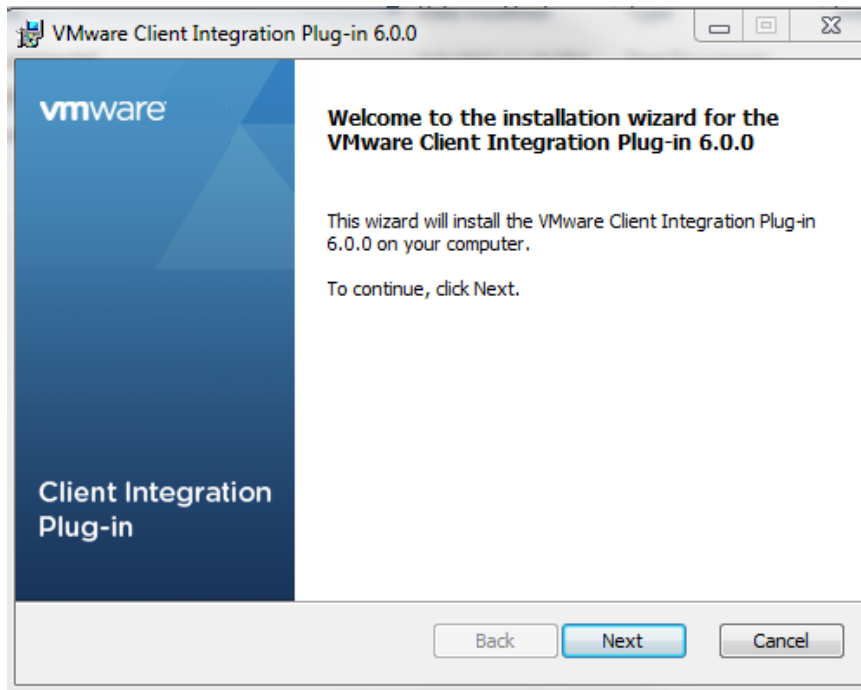 VMware Client Integration Plug-in 6.0.0
vmware
Welcome to the installation wizard for the
VMware Client Integration Plug-in 6.0.0
This wizard will install the VMware Client Integration Plug-in
6.0.0 on your computer.
To continue, click Next.
Client Integration
Plug-in
Back
Next
Cancel